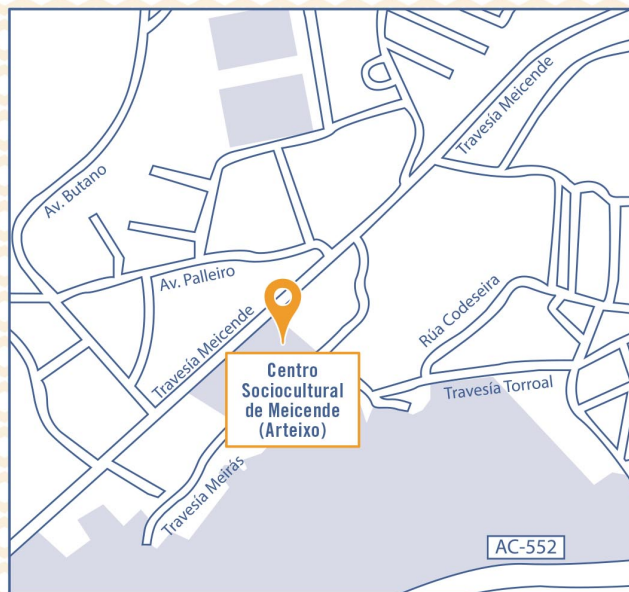 Travesía Meicende
Av. Butano
Av. Palleiro
Travesía Meicende
Rúa Codeseira
Centro
Sociocultural
de Meicende
(Arteixo)
Travesía Torroal
Travesía Meirás
AC-552